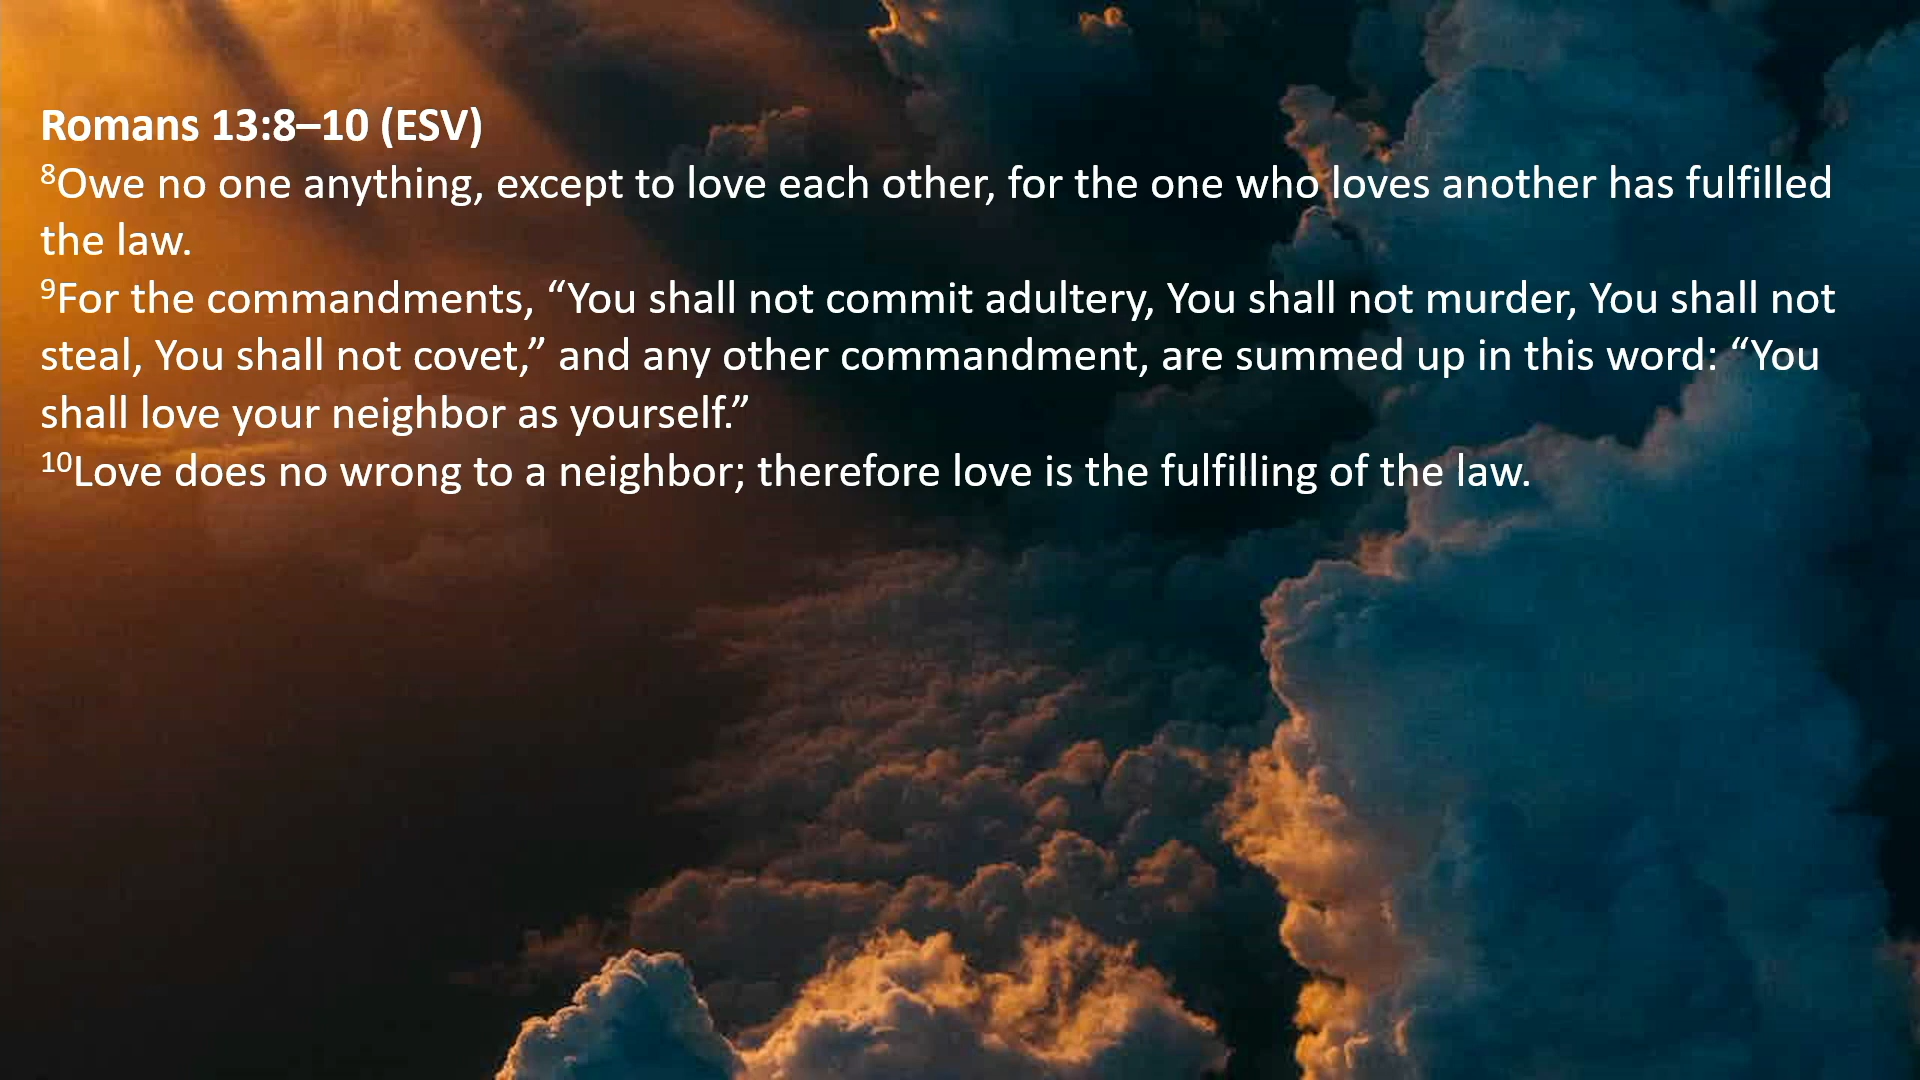 Romans 13:8–10 (ESV)
⁸Owe no one anything, except to love each other, for the one who loves another has fulfilled
the law.
⁹For the commandments, “You shall not commit adultery, You shall not murder, You shall not
steal, You shall not covet,” and any other commandment, are summed up in this word: “You
shall love your neighbor as yourself.”
¹⁰Love does no wrong to a neighbor; therefore love is the fulfilling of the law.